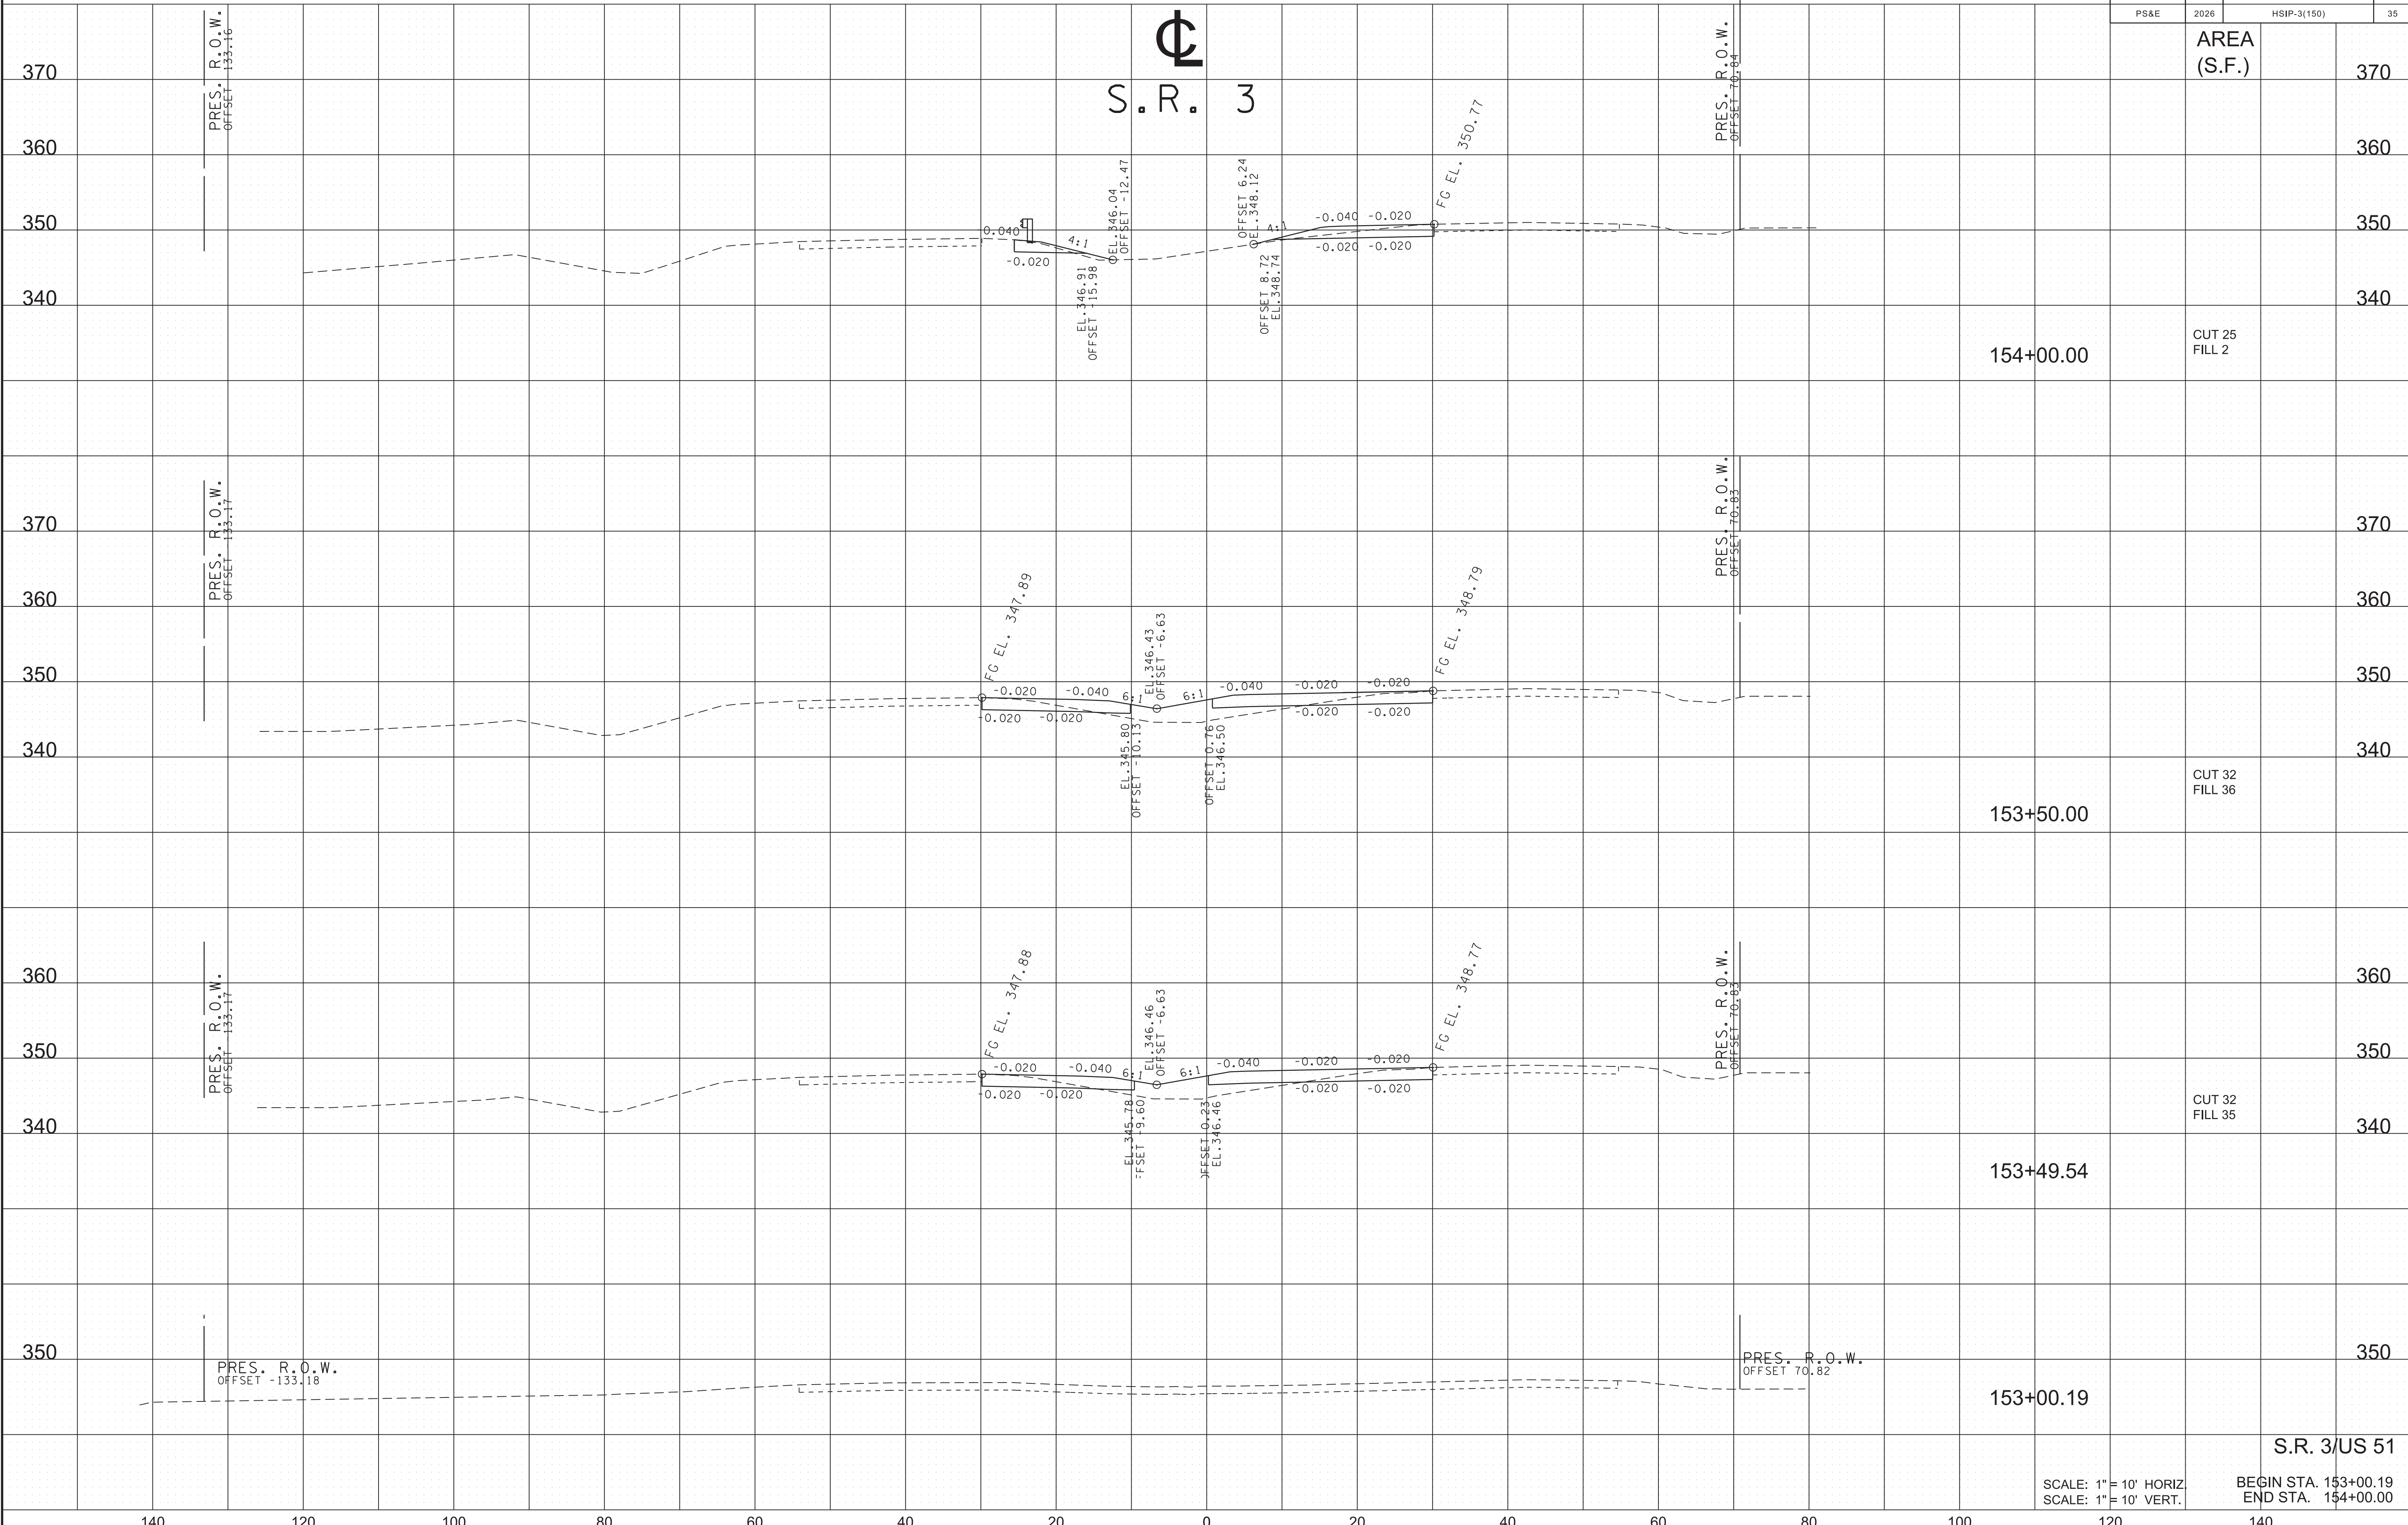 PS&E 2026 HSIP-3(150) 35
AREA
(S.F.)
℄
S.R. 3
370 370
360 360
350 350
340 340
PRES. R.O.W.
OFFSET -133.16
PRES. R.O.W.
OFFSET 70.84
0.040
4:1
-0.020
EL.346.04
OFFSET -12.47
EL.346.91
OFFSET -15.98
OFFSET 6.24
EL.348.12
4:1
-0.040 -0.020
-0.020 -0.020
OFFSET 8.72
EL.348.74
FG EL. 350.77
154+00.00
CUT 25
FILL 2
370 370
360 360
350 350
340 340
PRES. R.O.W.
OFFSET -133.17
PRES. R.O.W.
OFFSET 70.83
FG EL. 347.89
-0.020 -0.040 6:1
-0.020 -0.020
EL.346.43
OFFSET -6.63
6:1 -0.040 -0.020 -0.020
-0.020 -0.020
EL.345.80
OFFSET -10.13
OFFSET 0.76
EL.346.50
FG EL. 348.79
153+50.00
CUT 32
FILL 36
360 360
350 350
340 340
PRES. R.O.W.
OFFSET -133.17
PRES. R.O.W.
OFFSET 70.83
FG EL. 347.88
-0.020 -0.040 6:1
-0.020 -0.020
EL.346.46
OFFSET -6.63
6:1 -0.040 -0.020 -0.020
-0.020 -0.020
EL.345.78
FFSET -9.60
OFFSET 0.23
EL.346.46
FG EL. 348.77
153+49.54
CUT 32
FILL 35
350 350
PRES. R.O.W.
OFFSET -133.18
PRES. R.O.W.
OFFSET 70.82
153+00.19
S.R. 3/US 51
SCALE: 1" = 10' HORIZ. BEGIN STA. 153+00.19
SCALE: 1" = 10' VERT. END STA. 154+00.00
140 120 100 80 60 40 20 0 20 40 60 80 100 120 140